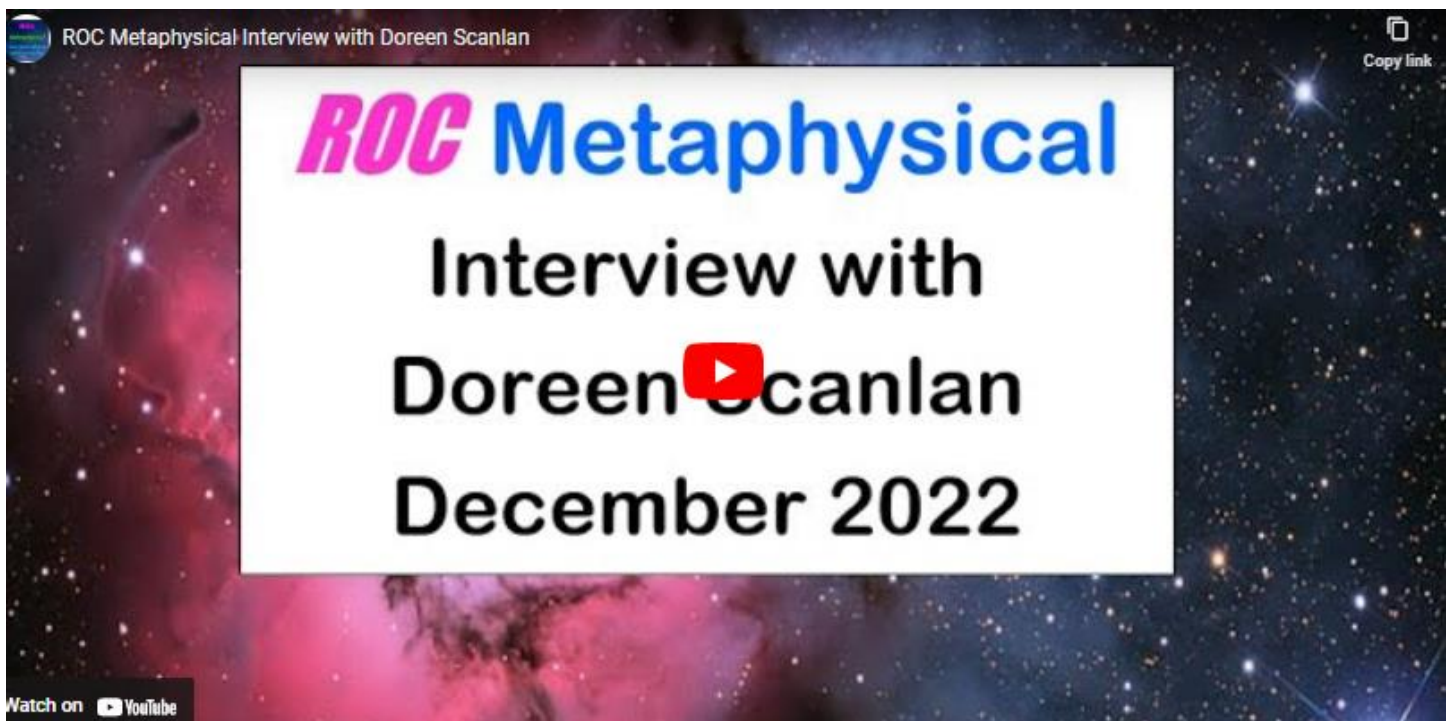 ROC Metaphysical Interview with Doreen Scanlan
Copy link
ROC Metaphysical
Interview with
Doreen Scanlan
December 2022
Watch on YouTube